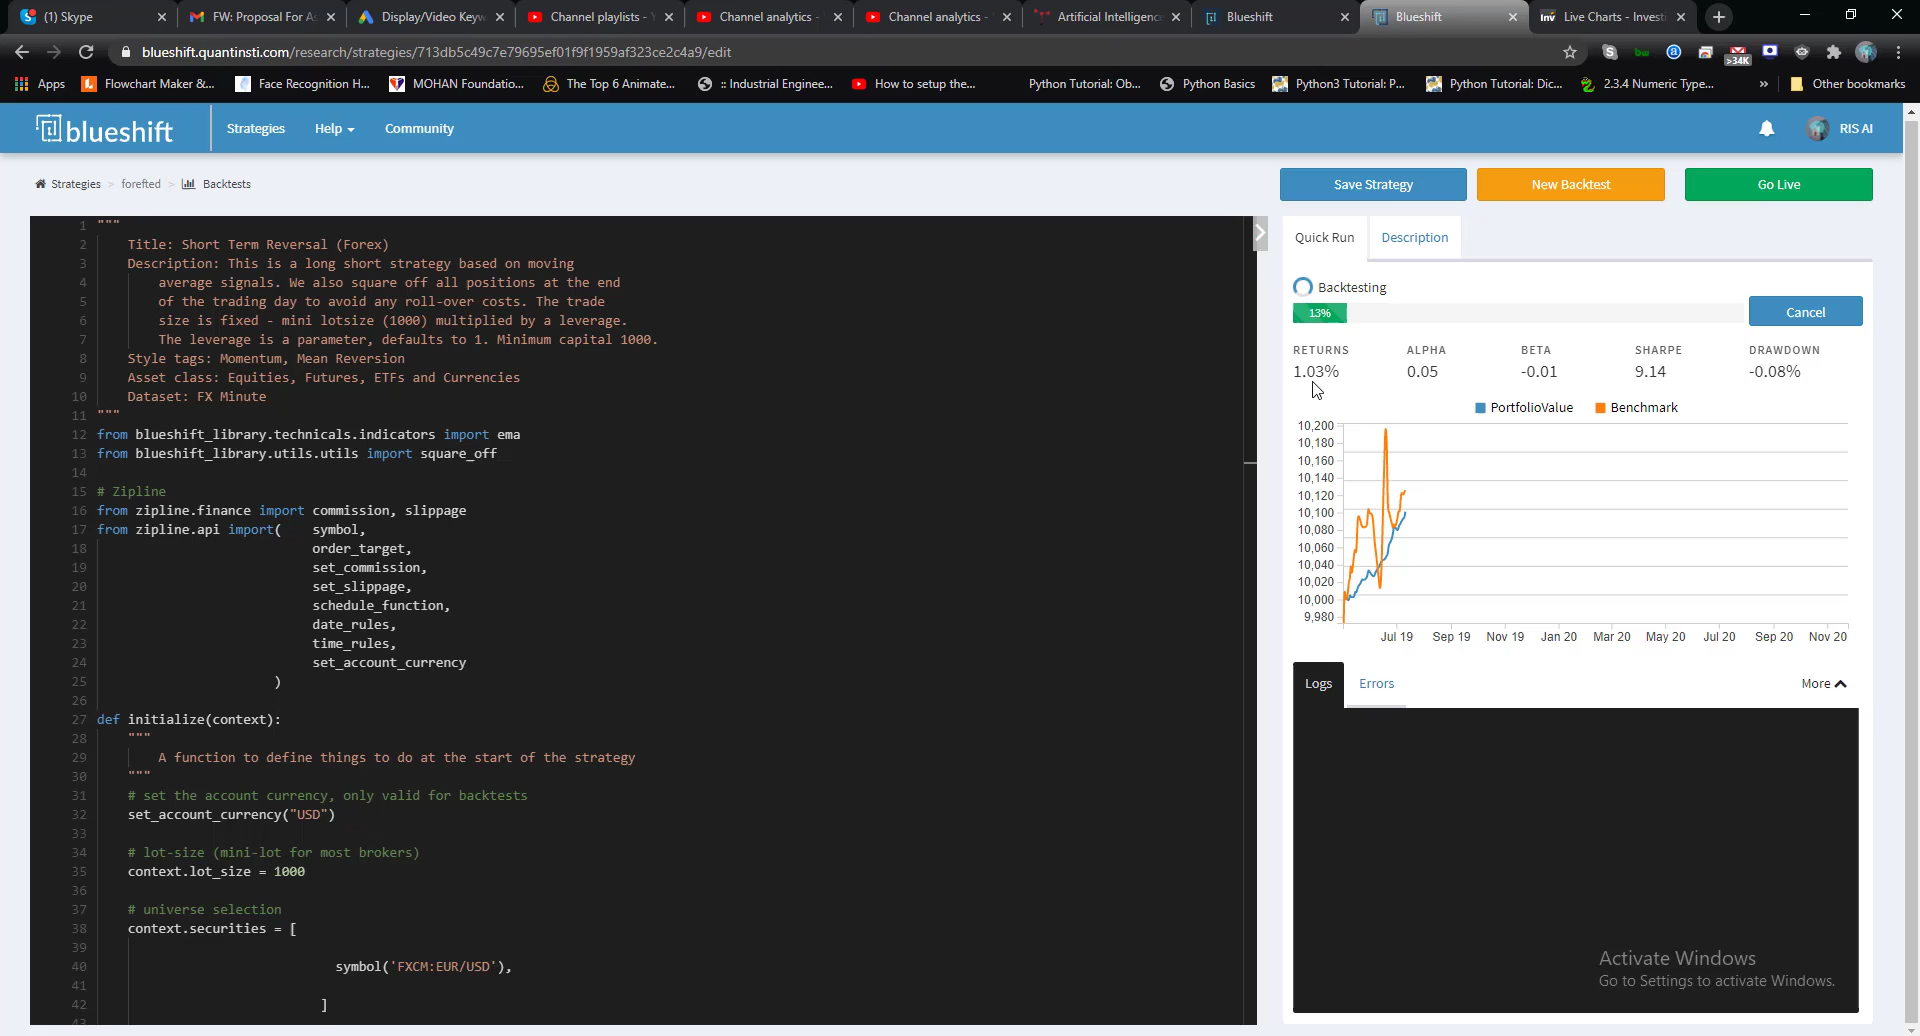 (1) Skype
FW: Proposal For As
Display/Video Keyw
Channel playlists - Y
Channel analytics -
Channel analytics -
Artificial Intelligence
Blueshift
Blueshift
Inv Live Charts - Investi
blueshift.quantinsti.com/research/strategies/713db5c49c7e79695ef01f9f1959af323ce2c4a9/edit
>34K
Apps
Flowchart Maker &...
Face Recognition H...
MOHAN Foundatio...
The Top 6 Animate...
:: Industrial Enginee...
How to setup the...
Python Tutorial: Ob...
Python Basics
Python3 Tutorial: P...
Python Tutorial: Dic...
2.3.4 Numeric Type...
»
Other bookmarks
blueshift
Strategies
Help
Community
RIS AI
Strategies > forefted > Backtests
Save Strategy
New Backtest
Go Live
1 """
2 Title: Short Term Reversal (Forex)
3 Description: This is a long short strategy based on moving
4 average signals. We also square off all positions at the end
5 of the trading day to avoid any roll-over costs. The trade
6 size is fixed - mini lotsize (1000) multiplied by a leverage.
7 The leverage is a parameter, defaults to 1. Minimum capital 1000.
8 Style tags: Momentum, Mean Reversion
9 Asset class: Equities, Futures, ETFs and Currencies
10 Dataset: FX Minute
11 """
12 from blueshift_library.technicals.indicators import ema
13 from blueshift_library.utils.utils import square_off
14
15 # Zipline
16 from zipline.finance import commission, slippage
17 from zipline.api import( symbol,
18 order_target,
19 set_commission,
20 set_slippage,
21 schedule_function,
22 date_rules,
23 time_rules,
24 set_account_currency
25 )
26
27 def initialize(context):
28 """
29 A function to define things to do at the start of the strategy
30 """
31 # set the account currency, only valid for backtests
32 set_account_currency("USD")
33
34 # lot-size (mini-lot for most brokers)
35 context.lot_size = 1000
36
37 # universe selection
38 context.securities = [
39
40 symbol('FXCM:EUR/USD'),
41
42 ]
43
Quick Run
Description
Backtesting
13%
Cancel
RETURNS ALPHA BETA SHARPE DRAWDOWN
1.03% 0.05 -0.01 9.14 -0.08%
PortfolioValue Benchmark
10,200
10,180
10,160
10,140
10,120
10,100
10,080
10,060
10,040
10,020
10,000
9,980
Jul 19 Sep 19 Nov 19 Jan 20 Mar 20 May 20 Jul 20 Sep 20 Nov 20
Logs
Errors
More
Activate Windows
Go to Settings to activate Windows.